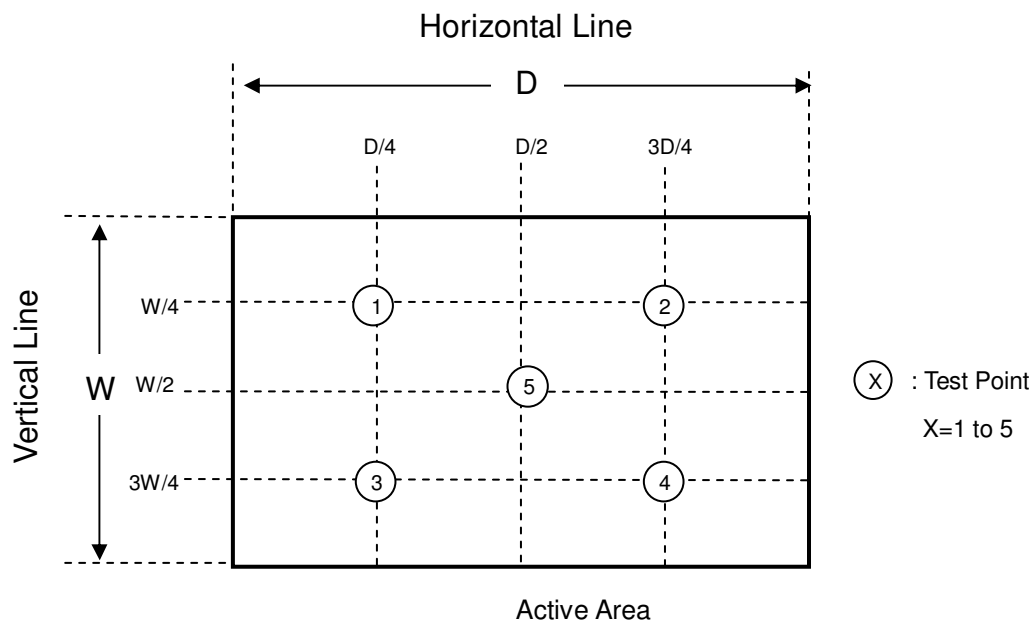 Horizontal Line
D
D/4 D/2 3D/4
Vertical Line
W
W/4
1 2
W/2
5
X : Test Point
X=1 to 5
3W/4
3 4
Active Area